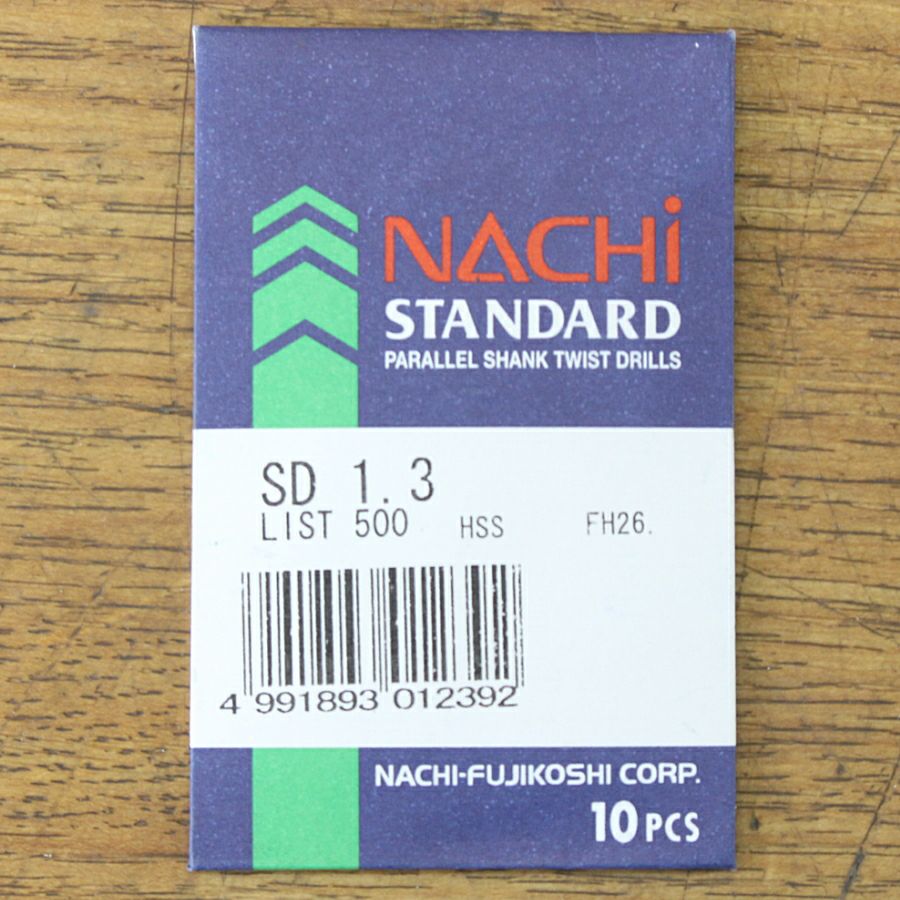 NACHi
STANDARD
PARALLEL SHANK TWIST DRILLS
SD 1.3
LIST 500 HSS FH26.
4 991893 012392
NACHI-FUJIKOSHI CORP.
10 PCS